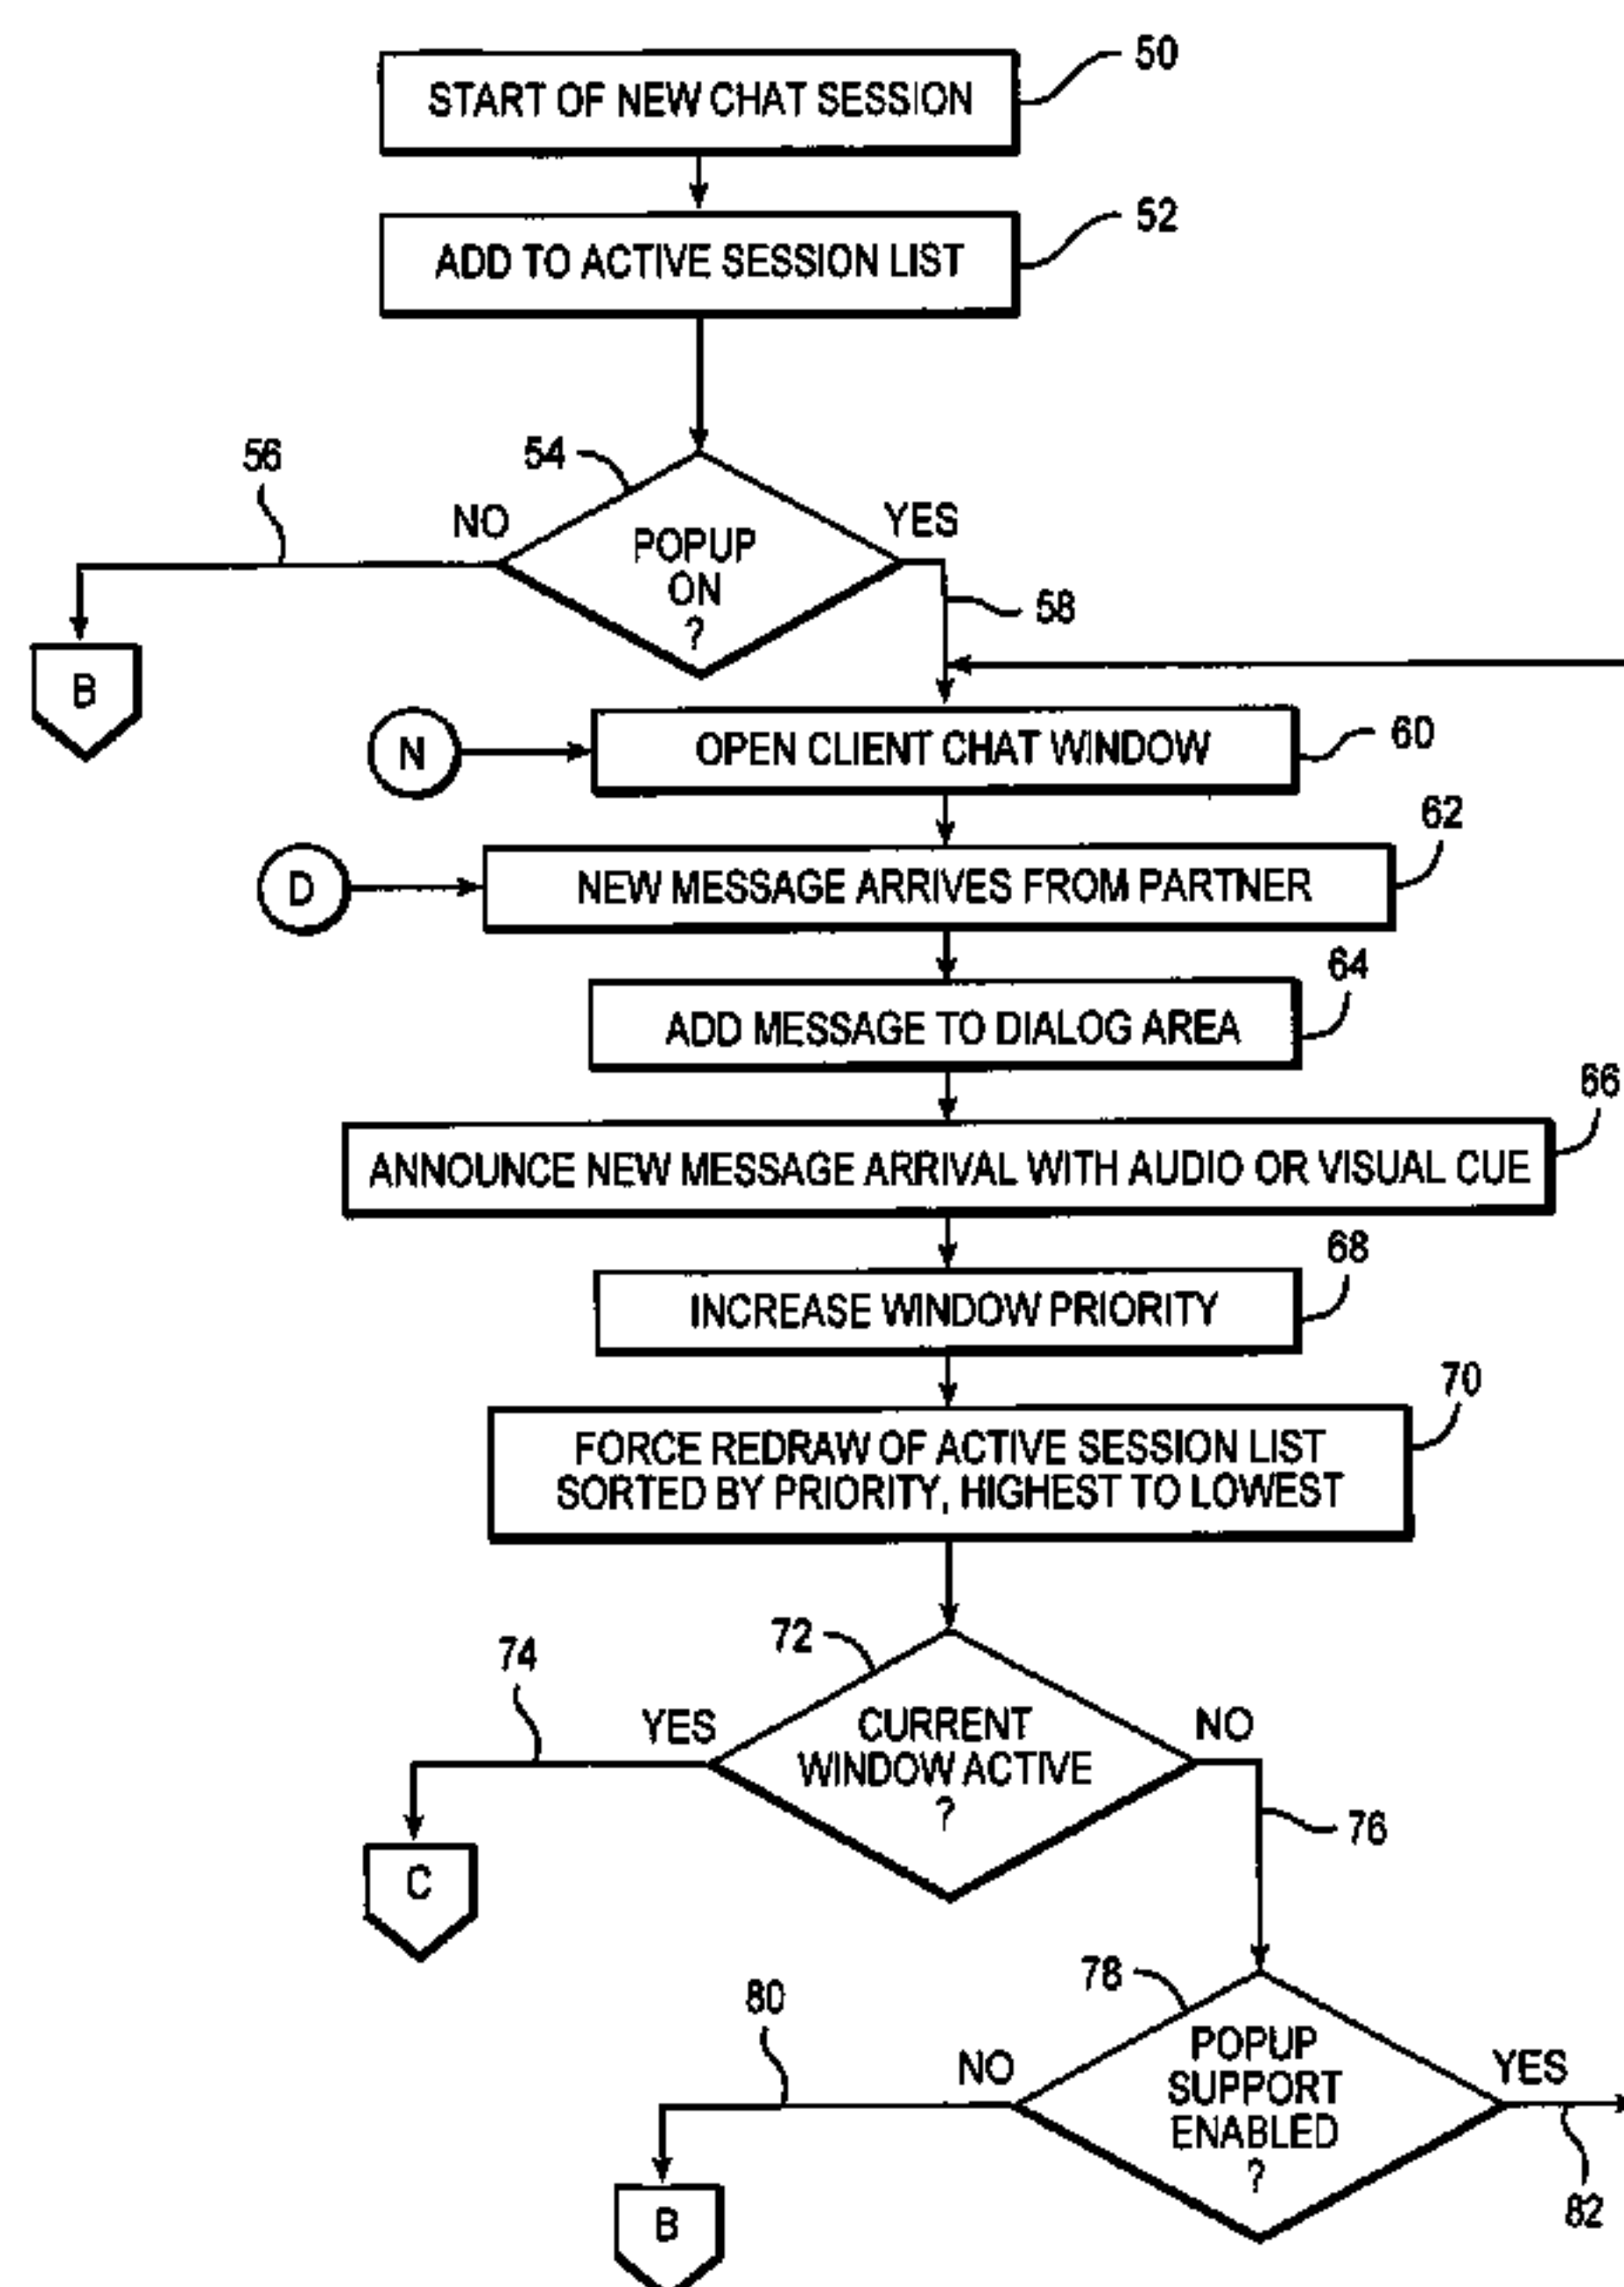 START OF NEW CHAT SESSION
50
ADD TO ACTIVE SESSION LIST
52
56
54
NO
YES
POPUP
ON
?
58
B
N
OPEN CLIENT CHAT WINDOW
60
D
NEW MESSAGE ARRIVES FROM PARTNER
62
ADD MESSAGE TO DIALOG AREA
64
ANNOUNCE NEW MESSAGE ARRIVAL WITH AUDIO OR VISUAL CUE
66
INCREASE WINDOW PRIORITY
68
FORCE REDRAW OF ACTIVE SESSION LIST
SORTED BY PRIORITY, HIGHEST TO LOWEST
70
74
72
YES
NO
CURRENT
WINDOW ACTIVE
?
76
C
80
78
NO
YES
POPUP
SUPPORT
ENABLED
?
82
B